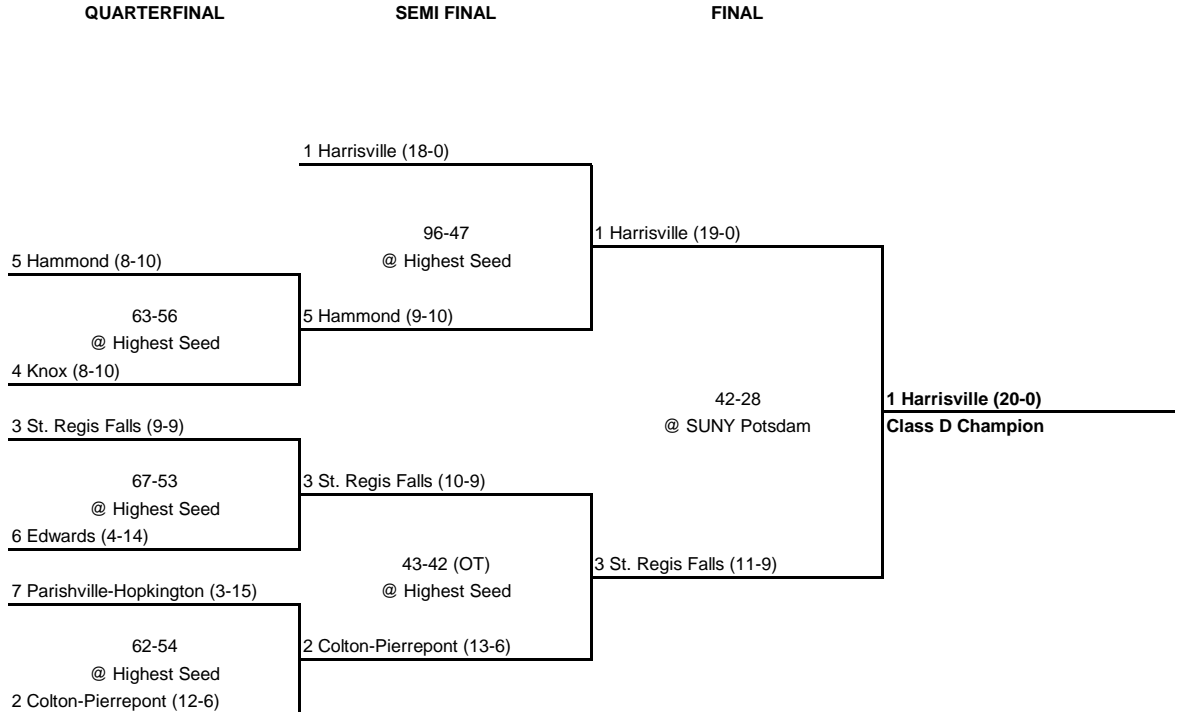 QUARTERFINAL SEMI FINAL FINAL
1 Harrisville (18-0)
96-47 1 Harrisville (19-0)
5 Hammond (8-10) @ Highest Seed
63-56 5 Hammond (9-10)
@ Highest Seed
4 Knox (8-10)
42-28 1 Harrisville (20-0)
3 St. Regis Falls (9-9) @ SUNY Potsdam Class D Champion
67-53 3 St. Regis Falls (10-9)
@ Highest Seed
6 Edwards (4-14)
43-42 (OT) 3 St. Regis Falls (11-9)
7 Parishville-Hopkington (3-15) @ Highest Seed
62-54 2 Colton-Pierrepont (13-6)
@ Highest Seed
2 Colton-Pierrepont (12-6)